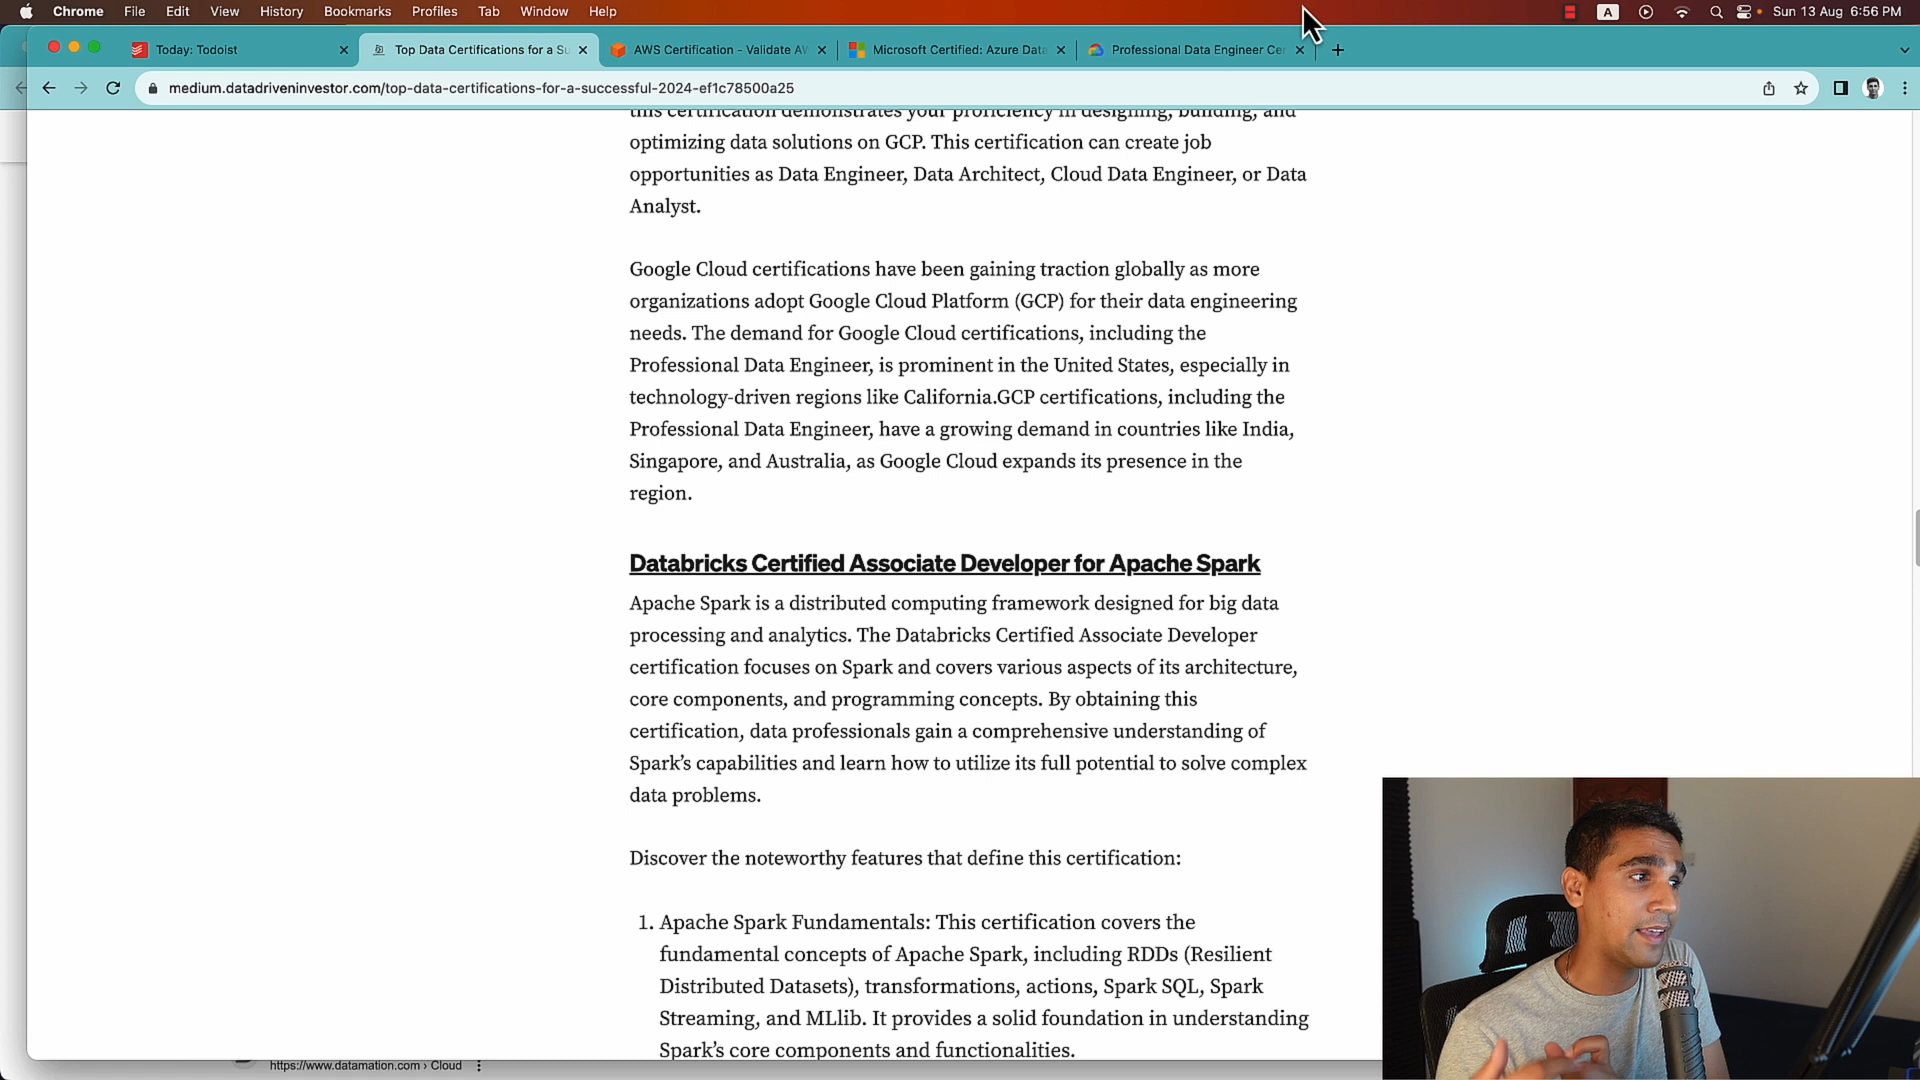 Chrome File Edit View History Bookmarks Profiles Tab Window Help A Sun 13 Aug 6:56 PM
Today: Todoist Top Data Certifications for a Su AWS Certification - Validate AW Microsoft Certified: Azure Data Professional Data Engineer Cer
medium.datadriveninvestor.com/top-data-certifications-for-a-successful-2024-ef1c78500a25
this certification demonstrates your proficiency in designing, building, and
optimizing data solutions on GCP. This certification can create job
opportunities as Data Engineer, Data Architect, Cloud Data Engineer, or Data
Analyst.
Google Cloud certifications have been gaining traction globally as more
organizations adopt Google Cloud Platform (GCP) for their data engineering
needs. The demand for Google Cloud certifications, including the
Professional Data Engineer, is prominent in the United States, especially in
technology-driven regions like California.GCP certifications, including the
Professional Data Engineer, have a growing demand in countries like India,
Singapore, and Australia, as Google Cloud expands its presence in the
region.
Databricks Certified Associate Developer for Apache Spark
Apache Spark is a distributed computing framework designed for big data
processing and analytics. The Databricks Certified Associate Developer
certification focuses on Spark and covers various aspects of its architecture,
core components, and programming concepts. By obtaining this
certification, data professionals gain a comprehensive understanding of
Spark’s capabilities and learn how to utilize its full potential to solve complex
data problems.
Discover the noteworthy features that define this certification:
1. Apache Spark Fundamentals: This certification covers the
fundamental concepts of Apache Spark, including RDDs (Resilient
Distributed Datasets), transformations, actions, Spark SQL, Spark
Streaming, and MLlib. It provides a solid foundation in understanding
Spark’s core components and functionalities.
https://www.datamation.com › Cloud